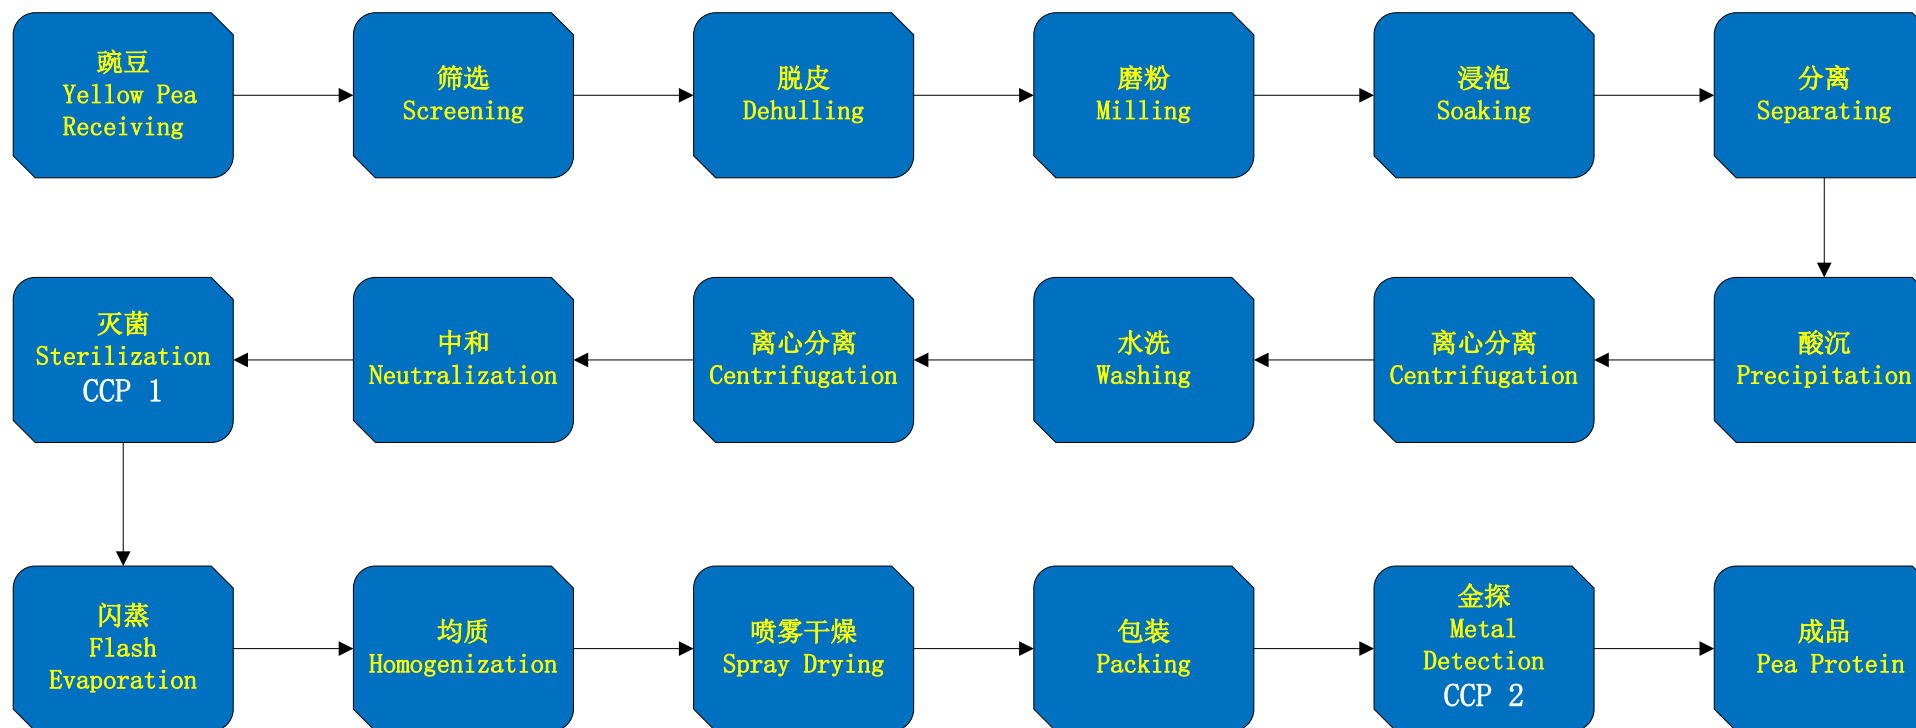 豌豆
Yellow Pea
Receiving
筛选
Screening
脱皮
Dehulling
磨粉
Milling
浸泡
Soaking
分离
Separating
酸沉
Precipitation
离心分离
Centrifugation
水洗
Washing
离心分离
Centrifugation
中和
Neutralization
灭菌
Sterilization
CCP 1
闪蒸
Flash
Evaporation
均质
Homogenization
喷雾干燥
Spray Drying
包装
Packing
金探
Metal
Detection
CCP 2
成品
Pea Protein